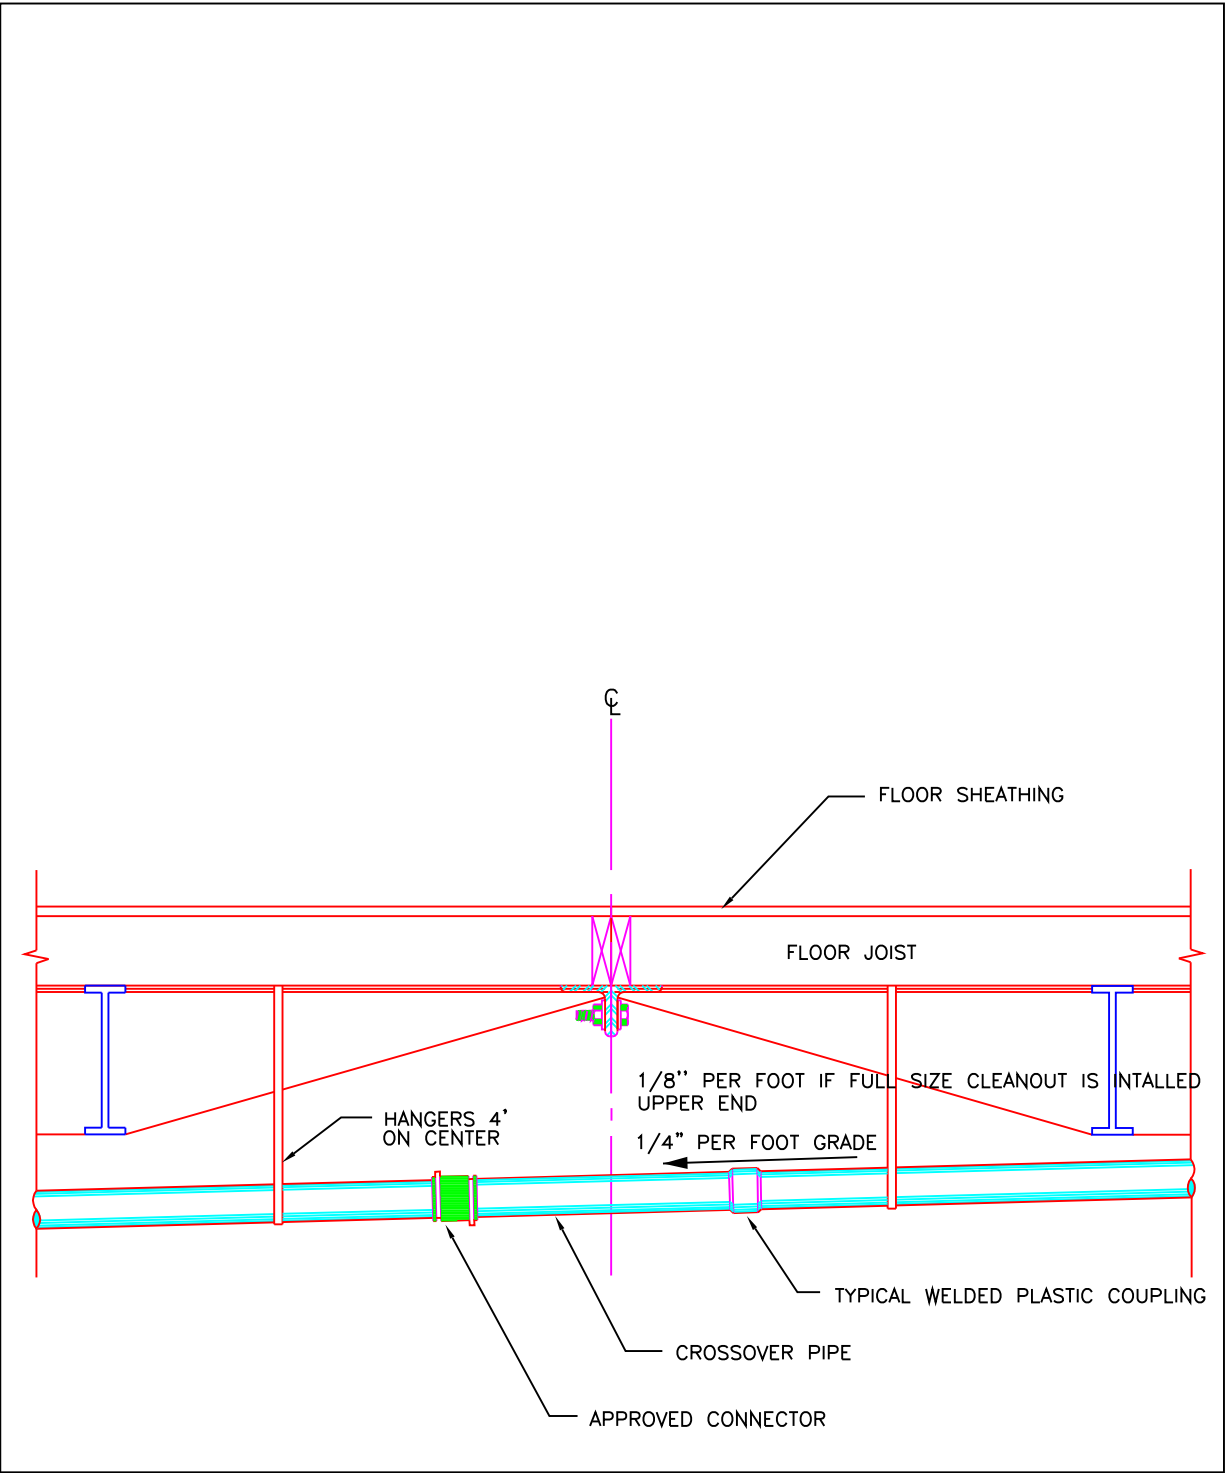 ℄
FLOOR SHEATHING
FLOOR JOIST
1/8'' PER FOOT IF FULL SIZE CLEANOUT IS INTALLED
UPPER END
HANGERS 4'
ON CENTER
1/4" PER FOOT GRADE
TYPICAL WELDED PLASTIC COUPLING
CROSSOVER PIPE
APPROVED CONNECTOR